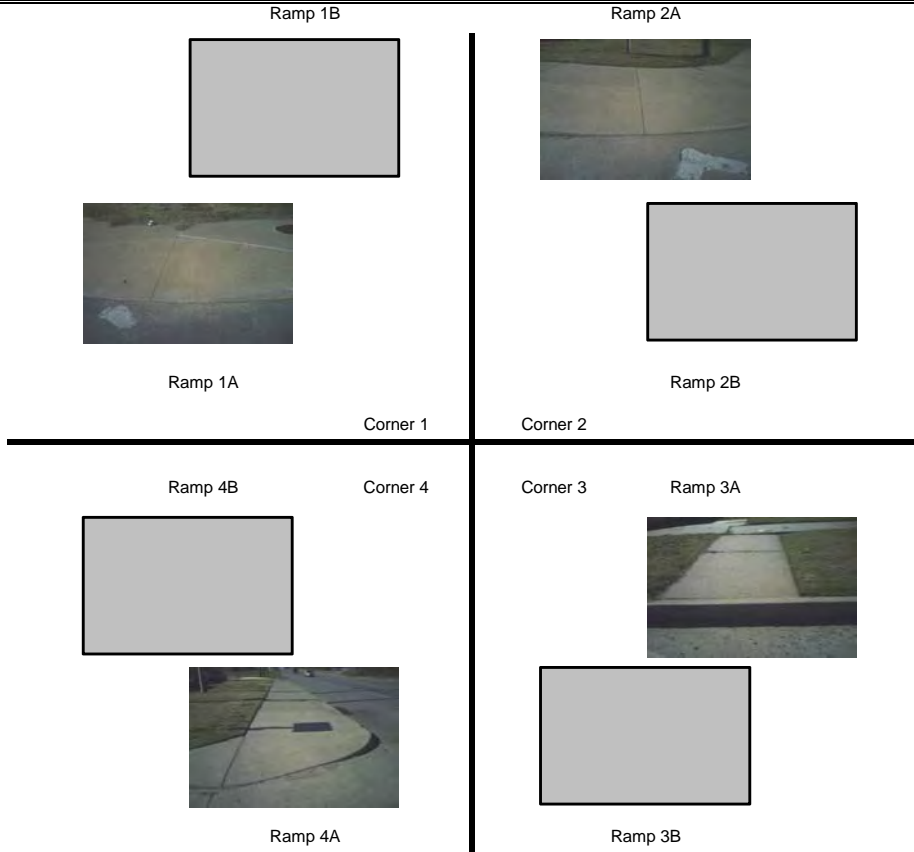 Ramp 1B
Ramp 2A
Ramp 1A
Ramp 2B
Corner 1
Corner 2
Ramp 4B
Corner 4
Corner 3
Ramp 3A
Ramp 4A
Ramp 3B